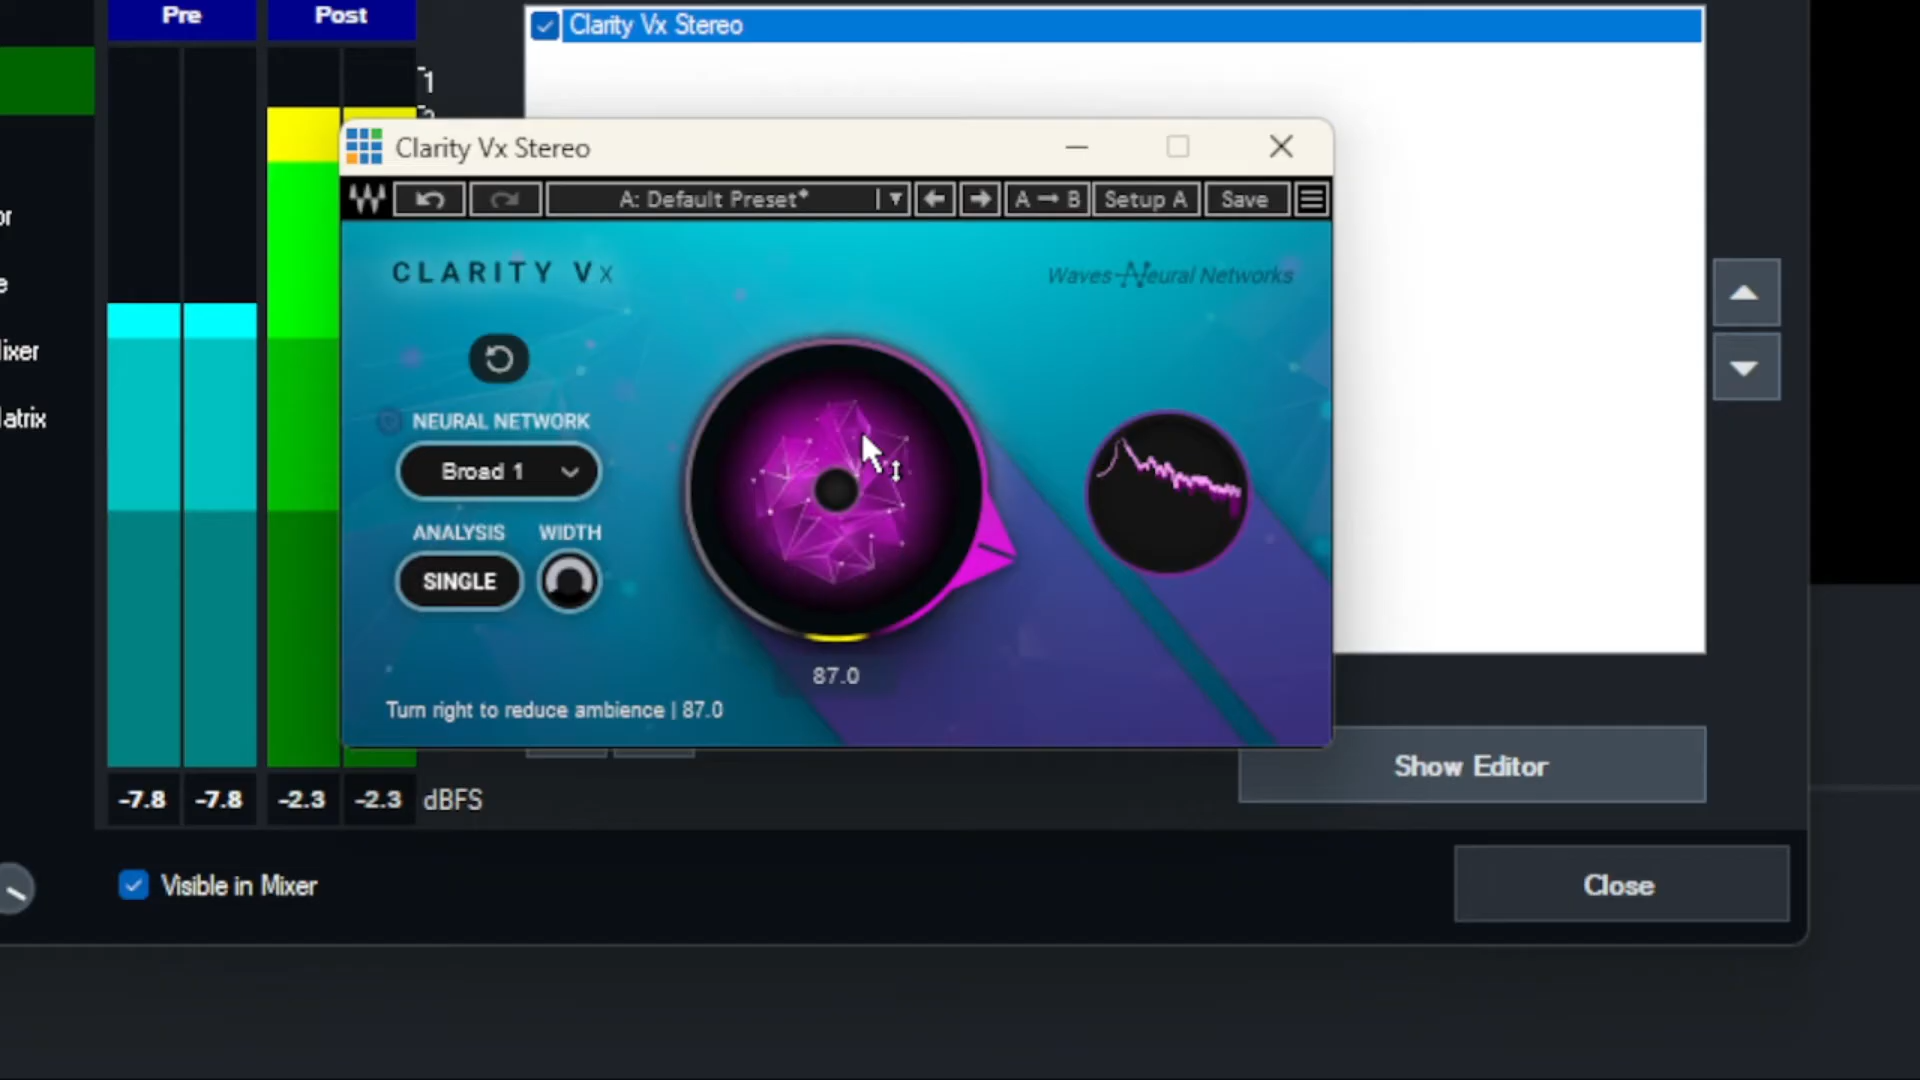 Pre
Post
Clarity Vx Stereo
1
Clarity Vx Stereo
A: Default Preset*
A → B
Setup A
Save
CLARITY Vx
Waves Neural Networks
NEURAL NETWORK
Broad 1
ANALYSIS
WIDTH
SINGLE
87.0
Turn right to reduce ambience | 87.0
Show Editor
-7.8
-7.8
-2.3
-2.3
dBFS
Visible in Mixer
Close